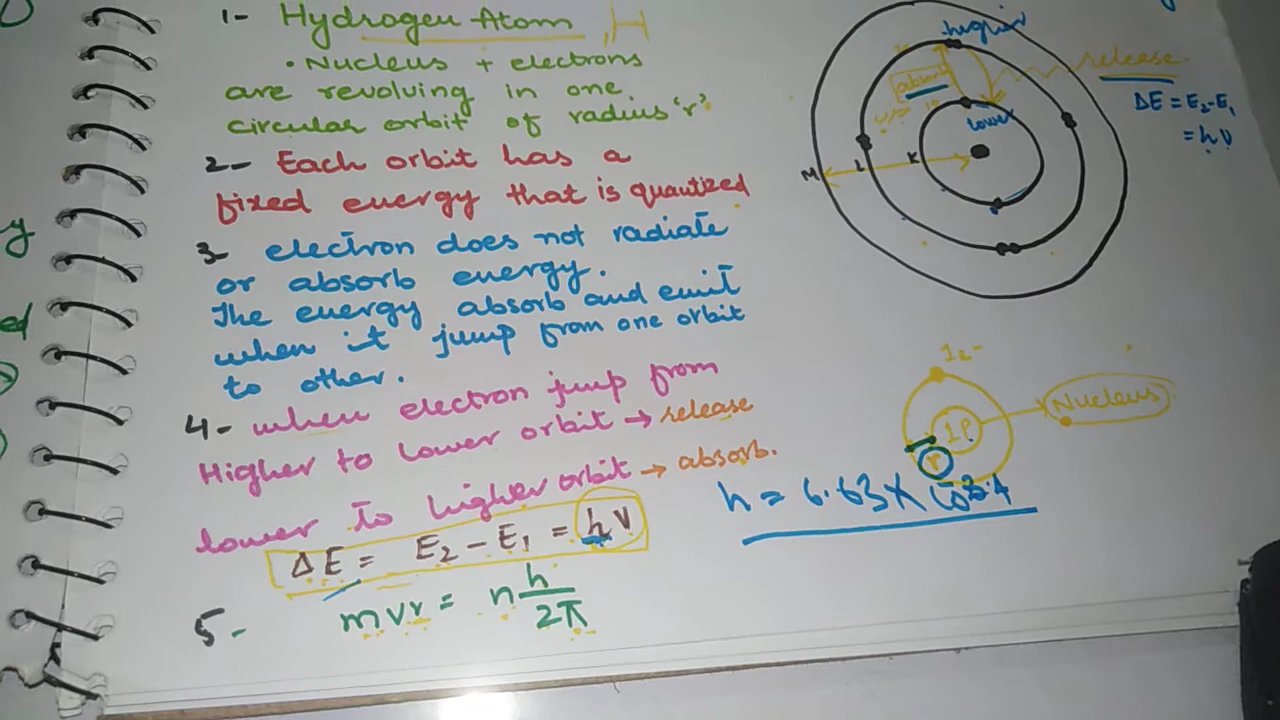 1- Hydrogen Atom, H
• Nucleus + electrons
are revolving in one
circular orbit of radius 'r'
2- Each orbit has a
fixed energy that is quantized
3- electron does not radiate
or absorb energy.
The energy absorb and emit
when it jump from one orbit
to other.
4- when electron jump from
Higher to lower orbit → release
lower to higher orbit → absorb.
ΔE = E₂ - E₁ = hν
5- mvr = n h/2π
higher
absorb
release
lower
ΔE = E₂-E₁
= hν
M L K
1e-
1P
Nucleus
r
h = 6.63 x 10-34
y
ed